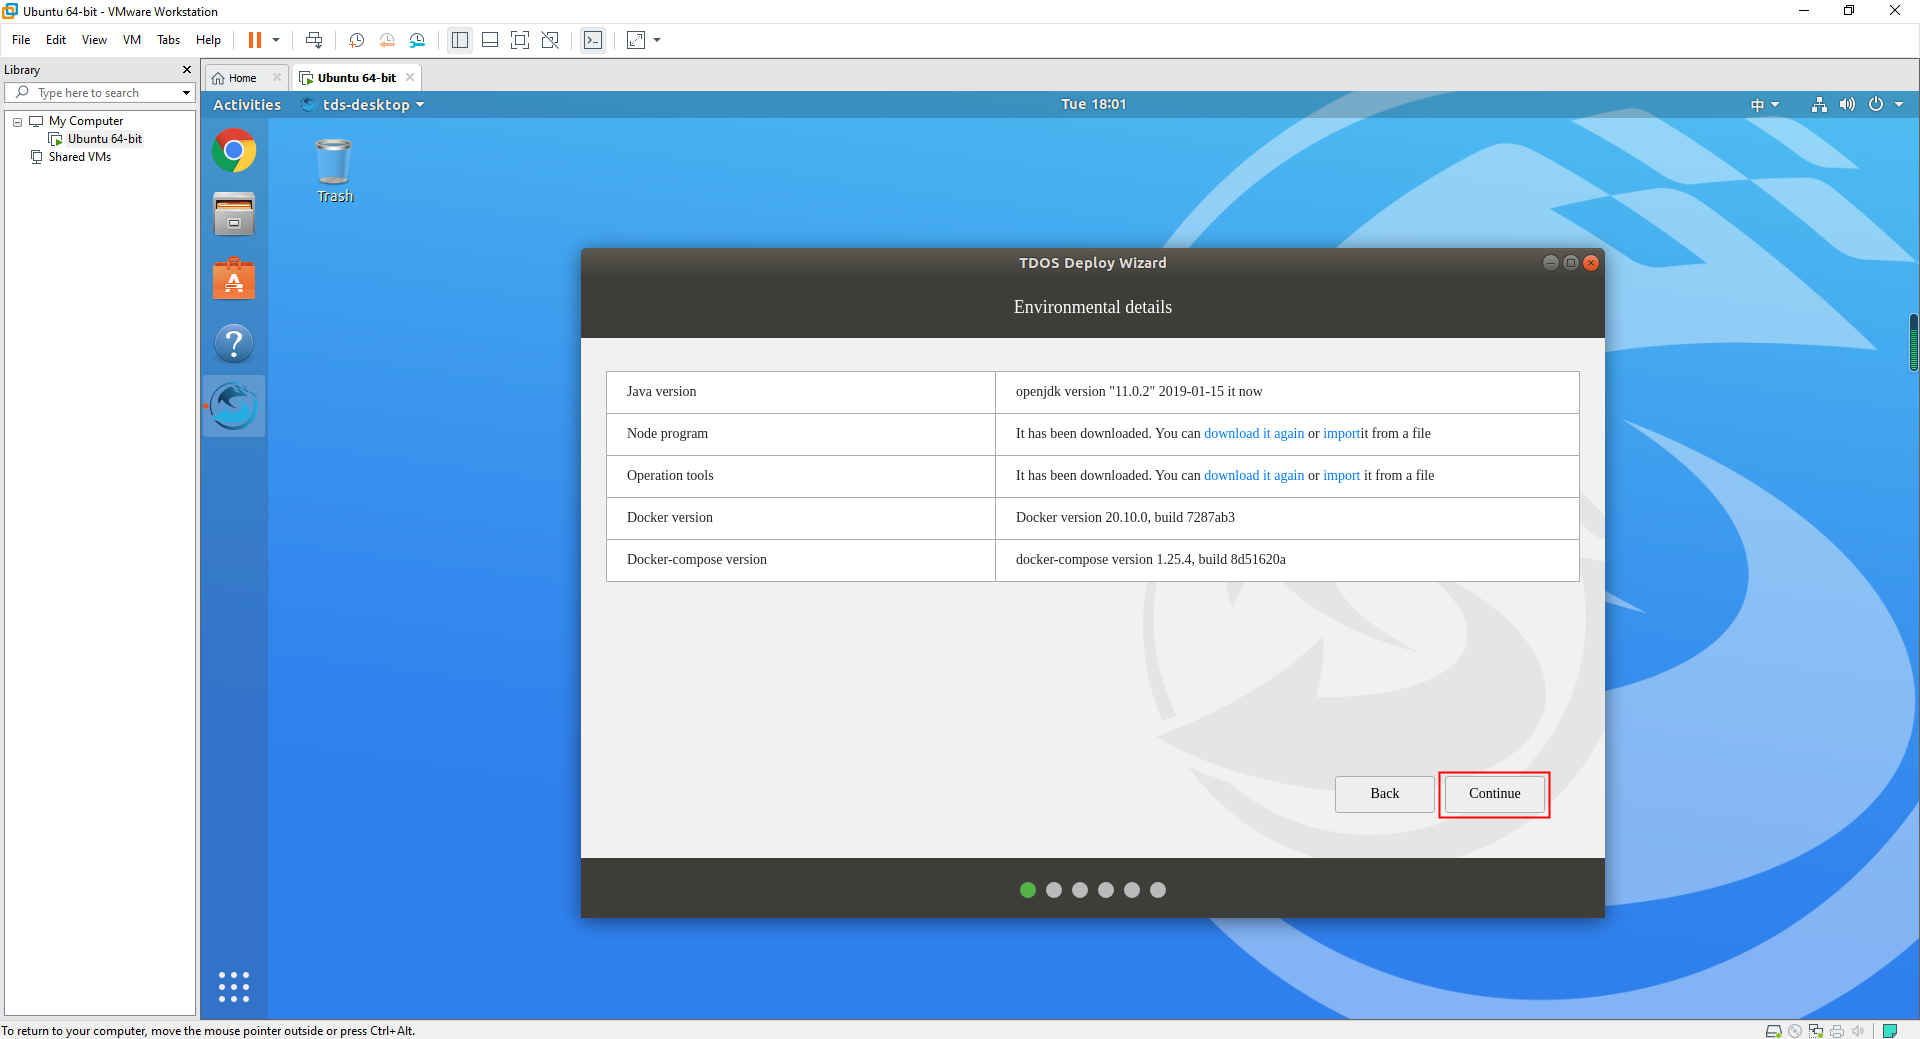 Ubuntu 64-bit - VMware Workstation
File Edit View VM Tabs Help
Library
Type here to search
My Computer
Ubuntu 64-bit
Shared VMs
Home
Ubuntu 64-bit
Activities tds-desktop Tue 18:01 中
Trash
TDOS Deploy Wizard
Environmental details
Java version openjdk version "11.0.2" 2019-01-15 it now
Node program It has been downloaded. You can download it again or importit from a file
Operation tools It has been downloaded. You can download it again or import it from a file
Docker version Docker version 20.10.0, build 7287ab3
Docker-compose version docker-compose version 1.25.4, build 8d51620a
Back Continue
To return to your computer, move the mouse pointer outside or press Ctrl+Alt.